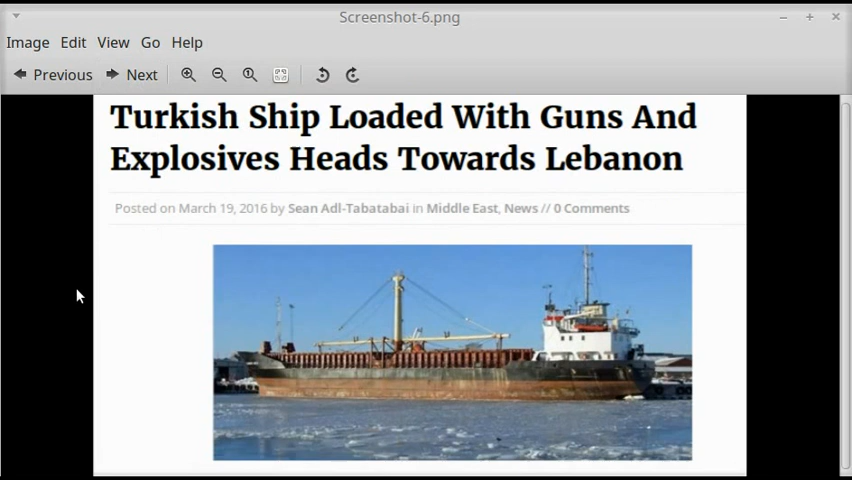 Screenshot-6.png
Image Edit View Go Help
Previous Next
Turkish Ship Loaded With Guns And
Explosives Heads Towards Lebanon
Posted on March 19, 2016 by Sean Adl-Tabatabai in Middle East, News // 0 Comments